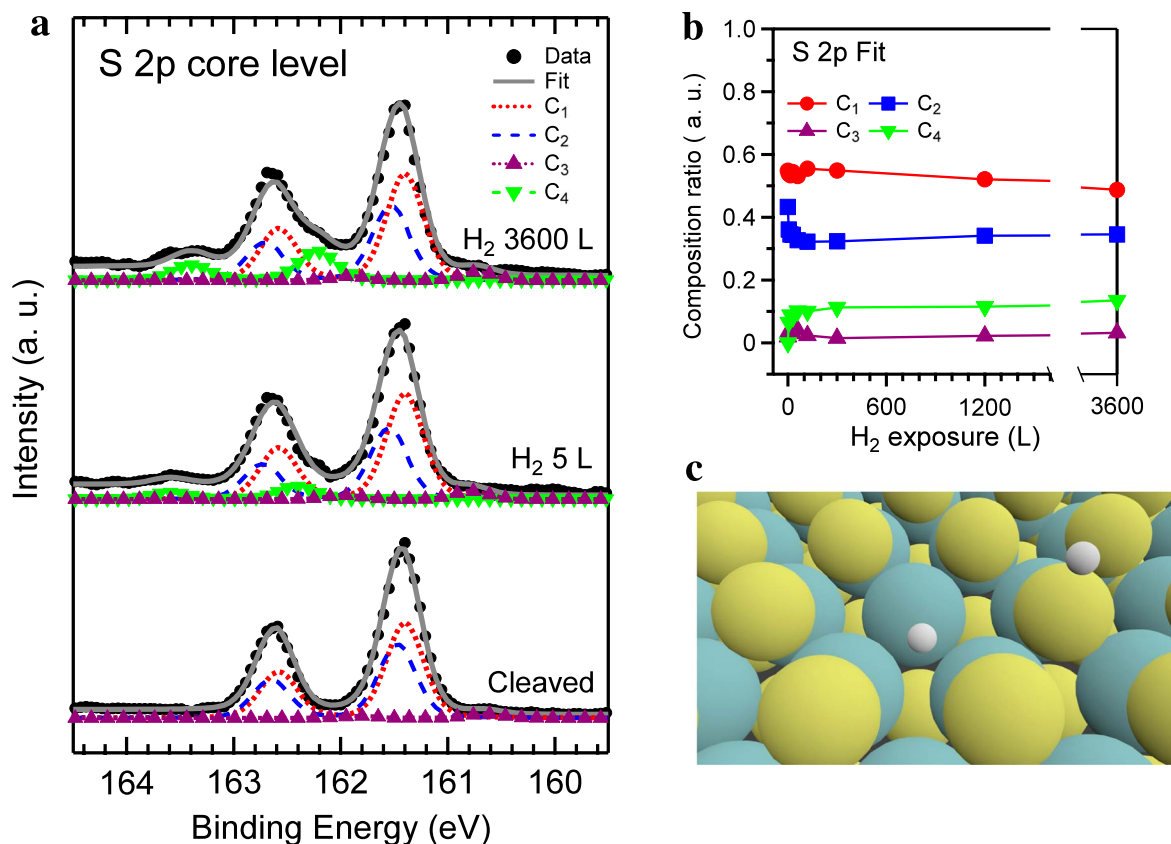 a
S 2p core level
Data
Fit
C₁
C₂
C₃
C₄
H₂ 3600 L
H₂ 5 L
Cleaved
Intensity (a. u.)
164 163 162 161 160
Binding Energy (eV)
b
S 2p Fit
C₁ C₂
C₃ C₄
1.0
0.8
0.6
0.4
0.2
0
Composition ratio ( a. u.)
0 600 1200 3600
H₂ exposure (L)
c